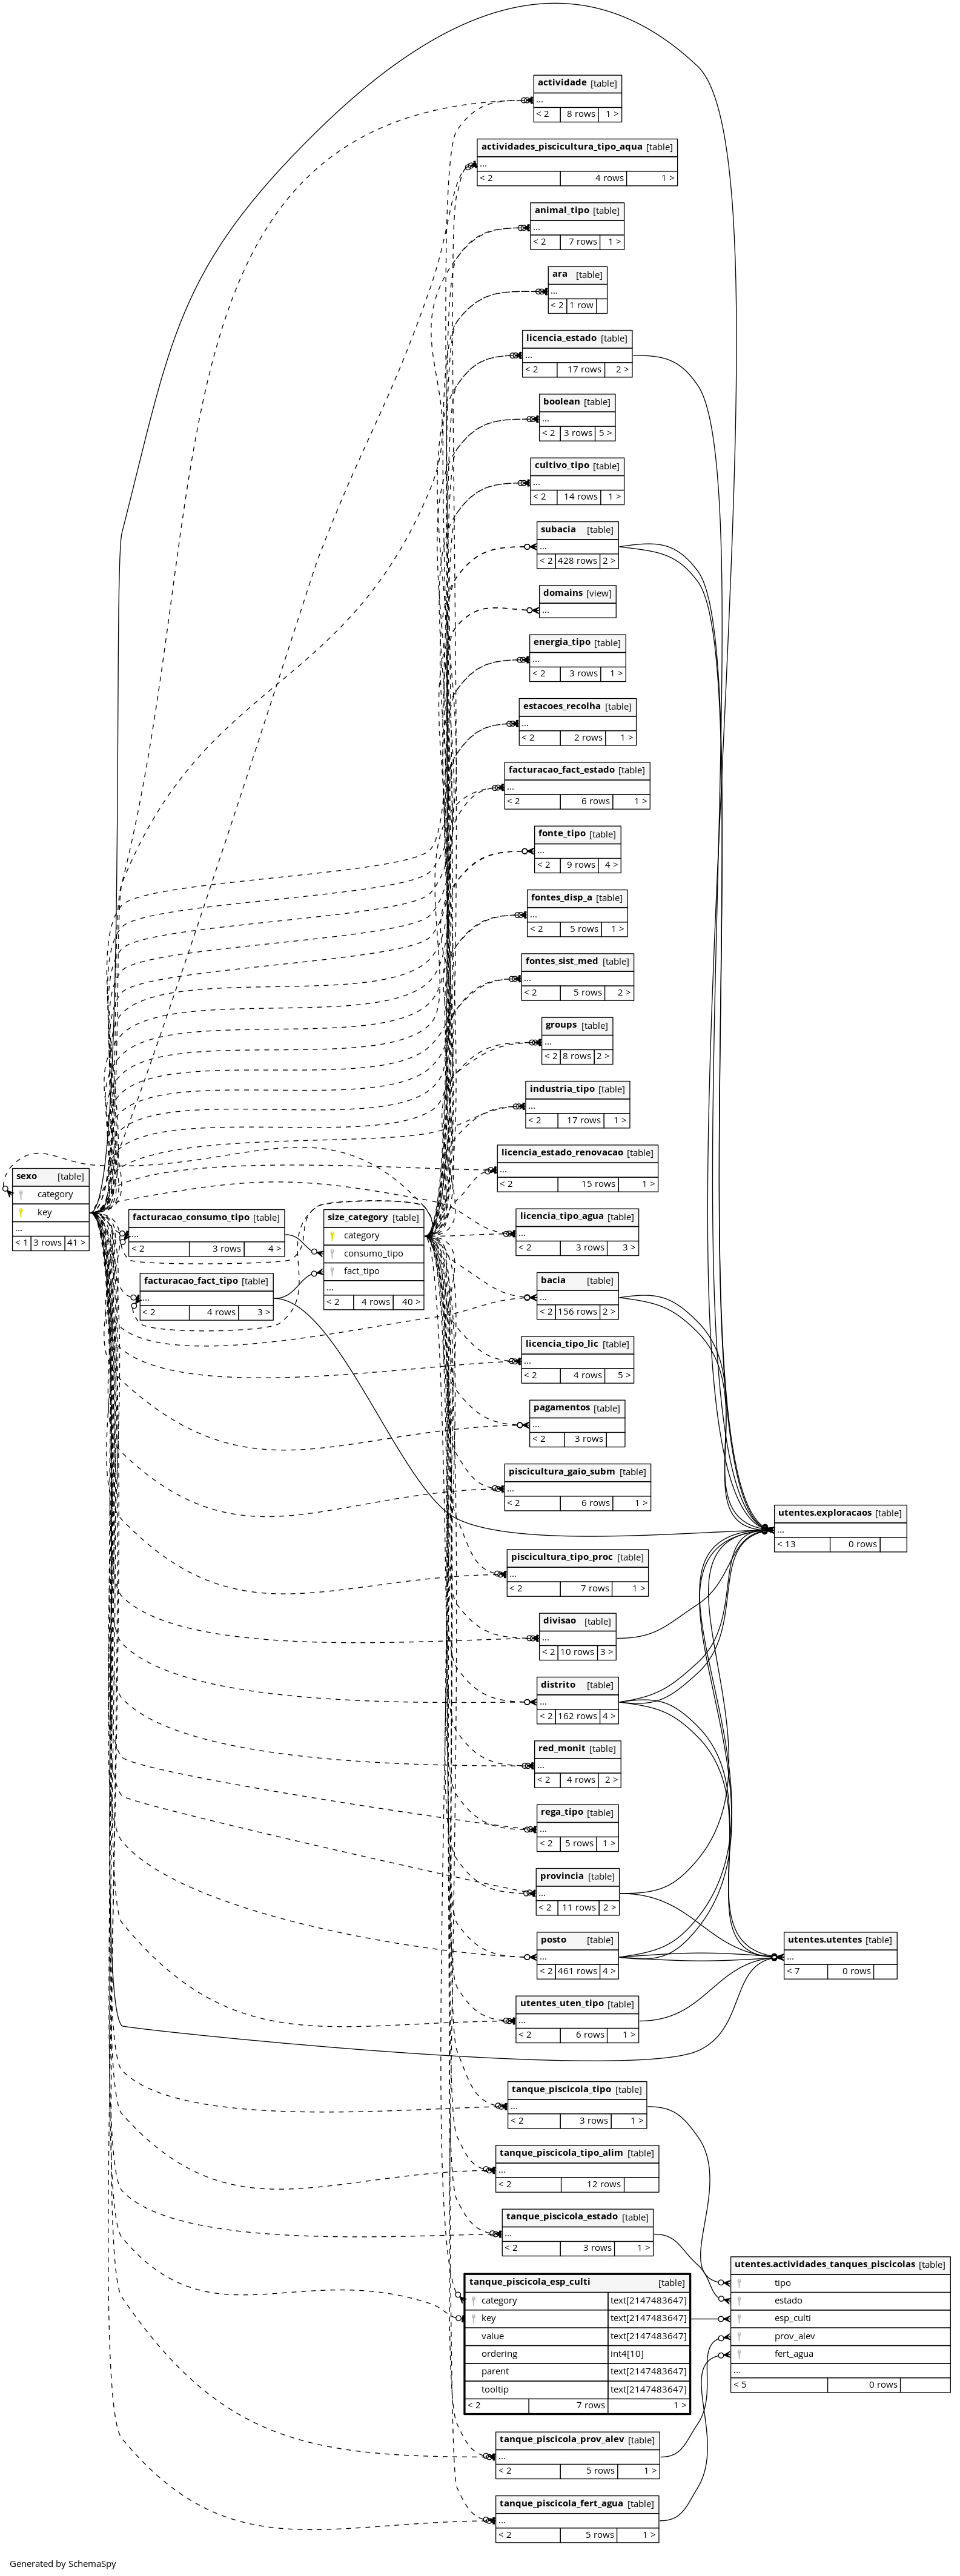 actividade [table]
...
< 2 8 rows 1 >
actividades_piscicultura_tipo_aqua [table]
...
< 2 4 rows 1 >
animal_tipo [table]
...
< 2 7 rows 1 >
ara [table]
...
< 2 1 row
licencia_estado [table]
...
< 2 17 rows 2 >
boolean [table]
...
< 2 3 rows 5 >
cultivo_tipo [table]
...
< 2 14 rows 1 >
subacia [table]
...
< 2 428 rows 2 >
domains [view]
...
energia_tipo [table]
...
< 2 3 rows 1 >
estacoes_recolha [table]
...
< 2 2 rows 1 >
facturacao_fact_estado [table]
...
< 2 6 rows 1 >
fonte_tipo [table]
...
< 2 9 rows 4 >
fontes_disp_a [table]
...
< 2 5 rows 1 >
fontes_sist_med [table]
...
< 2 5 rows 2 >
groups [table]
...
< 2 8 rows 2 >
industria_tipo [table]
...
< 2 17 rows 1 >
licencia_estado_renovacao [table]
...
< 2 15 rows 1 >
sexo [table]
category
key
...
< 1 3 rows 41 >
facturacao_consumo_tipo [table]
...
< 2 3 rows 4 >
size_category [table]
category
consumo_tipo
fact_tipo
...
< 2 4 rows 40 >
licencia_tipo_agua [table]
...
< 2 3 rows 3 >
facturacao_fact_tipo [table]
...
< 2 4 rows 3 >
bacia [table]
...
< 2 156 rows 2 >
licencia_tipo_lic [table]
...
< 2 4 rows 5 >
pagamentos [table]
...
< 2 3 rows
piscicultura_gaio_subm [table]
...
< 2 6 rows 1 >
utentes.exploracaos [table]
...
< 13 0 rows
piscicultura_tipo_proc [table]
...
< 2 7 rows 1 >
divisao [table]
...
< 2 10 rows 3 >
distrito [table]
...
< 2 162 rows 4 >
red_monit [table]
...
< 2 4 rows 2 >
rega_tipo [table]
...
< 2 5 rows 1 >
provincia [table]
...
< 2 11 rows 2 >
posto [table]
...
< 2 461 rows 4 >
utentes.utentes [table]
...
< 7 0 rows
utentes_uten_tipo [table]
...
< 2 6 rows 1 >
tanque_piscicola_tipo [table]
...
< 2 3 rows 1 >
tanque_piscicola_tipo_alim [table]
...
< 2 12 rows
tanque_piscicola_estado [table]
...
< 2 3 rows 1 >
tanque_piscicola_esp_culti [table]
category text[2147483647]
key text[2147483647]
value text[2147483647]
ordering int4[10]
parent text[2147483647]
tooltip text[2147483647]
< 2 7 rows 1 >
utentes.actividades_tanques_piscicolas [table]
tipo
estado
esp_culti
prov_alev
fert_agua
...
< 5 0 rows
tanque_piscicola_prov_alev [table]
...
< 2 5 rows 1 >
tanque_piscicola_fert_agua [table]
...
< 2 5 rows 1 >
Generated by SchemaSpy